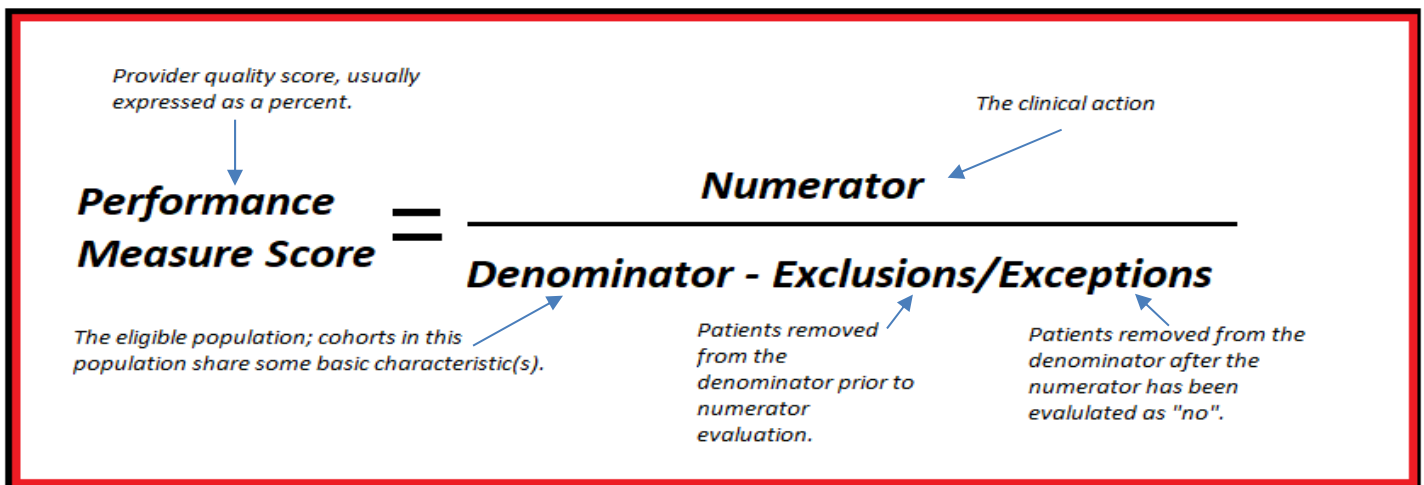 Provider quality score, usually
expressed as a percent.
The clinical action
Performance
Measure Score
=
Numerator
Denominator - Exclusions/Exceptions
The eligible population; cohorts in this
population share some basic characteristic(s).
Patients removed
from the
denominator prior to
numerator
evaluation.
Patients removed from the
denominator after the
numerator has been
evalulated as "no".